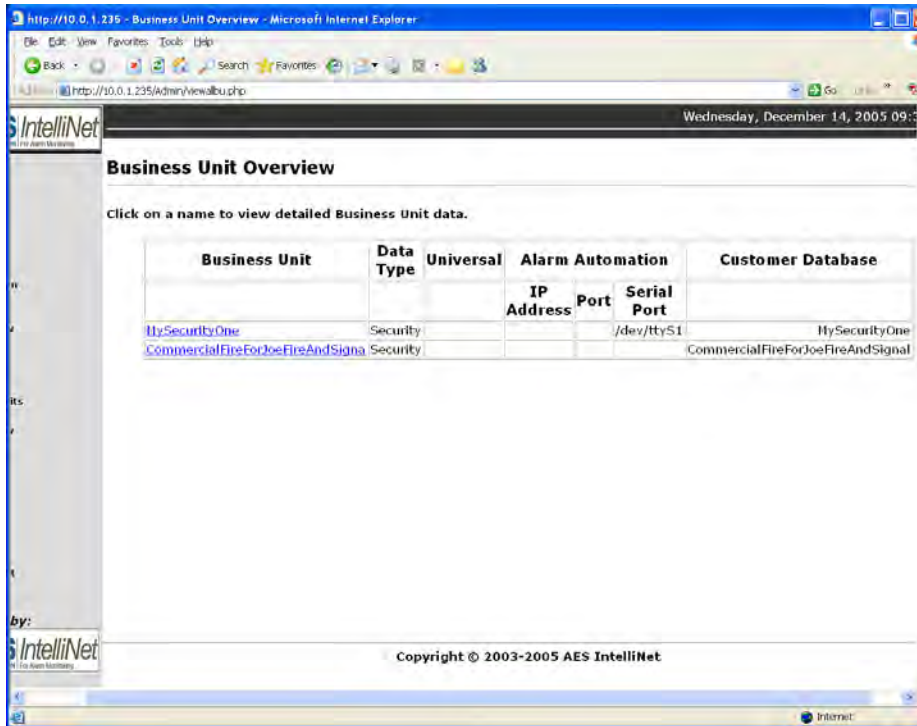 http://10.0.1.235 - Business Unit Overview - Microsoft Internet Explorer
File Edit View Favorites Tools Help
Back Search Favorites
http://10.0.1.235/Admin/viewallbu.php Go
IntelliNet
Wednesday, December 14, 2005 09:
Business Unit Overview
Click on a name to view detailed Business Unit data.
Business Unit Data Type Universal Alarm Automation Customer Database
IP Address Port Serial Port
MySecurityOne Security /dev/ttyS1 MySecurityOne
CommercialFireForJoeFireAndSigna Security CommercialFireForJoeFireAndSignal
its
by:
IntelliNet
Copyright © 2003-2005 AES IntelliNet
Internet